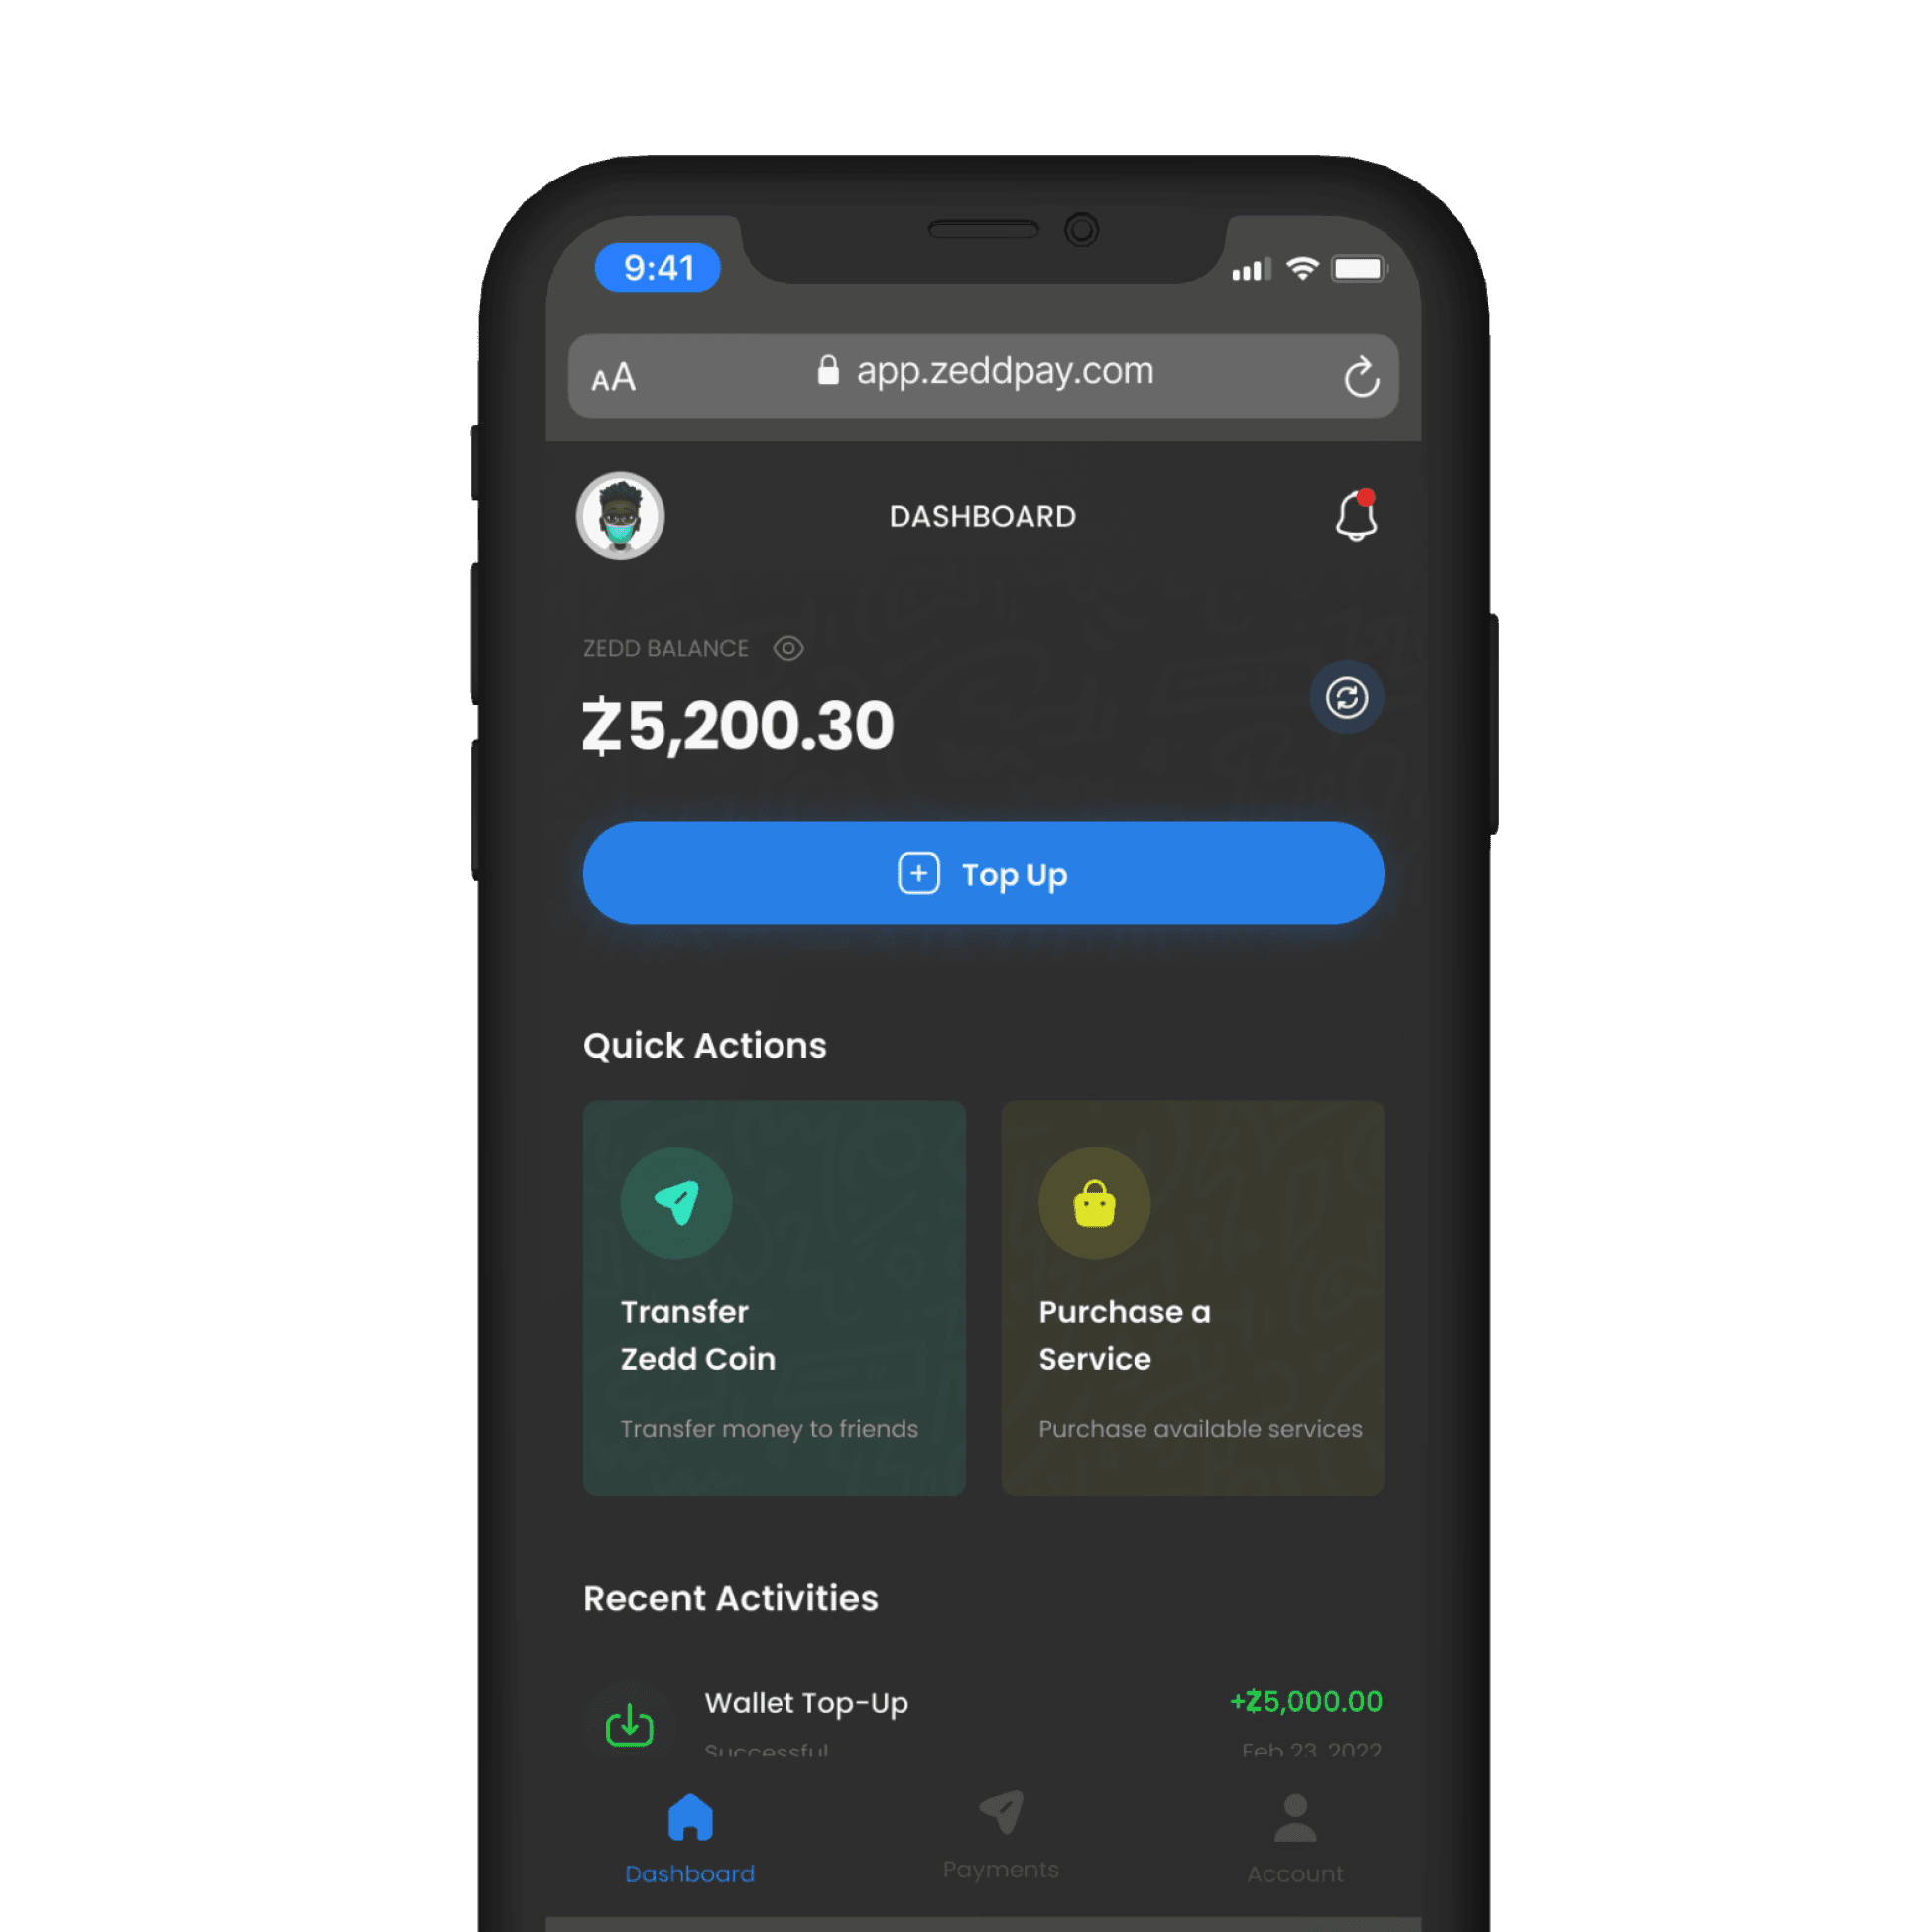 9:41
AA
app.zeddpay.com
DASHBOARD
ZEDD BALANCE
Ƶ5,200.30
Top Up
Quick Actions
Transfer
Zedd Coin
Transfer money to friends
Purchase a
Service
Purchase available services
Recent Activities
Wallet Top-Up
+Ƶ5,000.00
Successful
Feb 23, 2022
Dashboard
Payments
Account